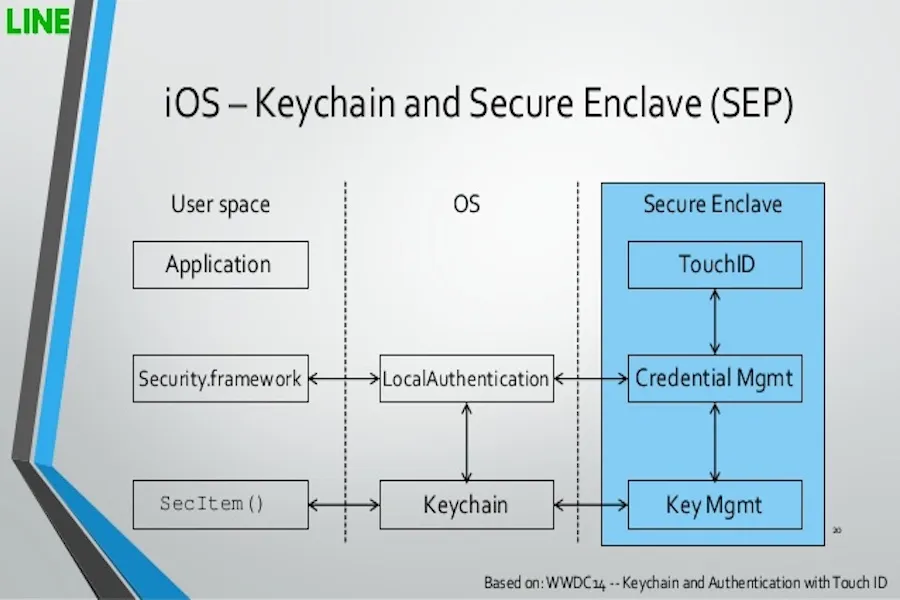 LINE
iOS – Keychain and Secure Enclave (SEP)
User space
OS
Secure Enclave
Application
TouchID
Security.framework
LocalAuthentication
Credential Mgmt
SecItem()
Keychain
Key Mgmt
20
Based on: WWDC14 -- Keychain and Authentication with Touch ID